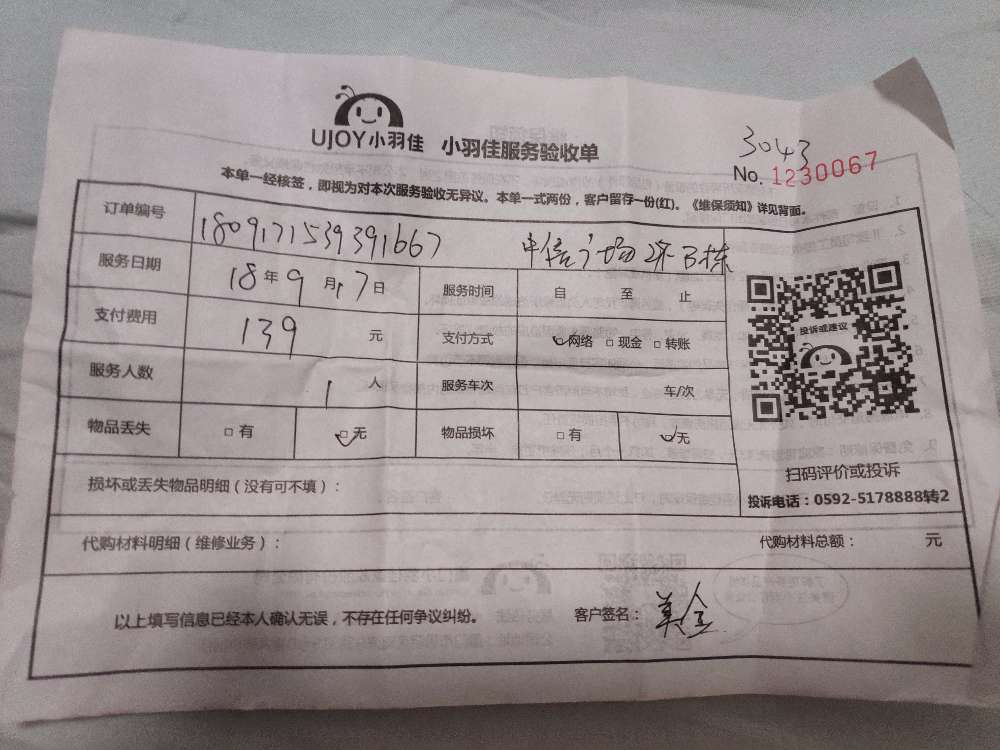 UJOY小羽佳 小羽佳服务验收单
3043
No. 1230067
本单一经核签，即视为对本次服务验收无异议。本单一式两份，客户留存一份(红)。《维保须知》详见背面。
订单编号 1809171539391667 中信广场 B栋
服务日期 18年9月17日 服务时间 自 至 止
支付费用 139 元 支付方式 □网络 □现金 □转账
服务人数 1 人 服务车次 车/次
物品丢失 □有 □无 物品损坏 □有 □无
投诉或建议
扫码评价或投诉
投诉电话：0592-5178888转2
损坏或丢失物品明细（没有可不填）：
代购材料明细（维修业务）： 代购材料总额： 元
以上填写信息已经本人确认无误，不存在任何争议纠纷。 客户签名：